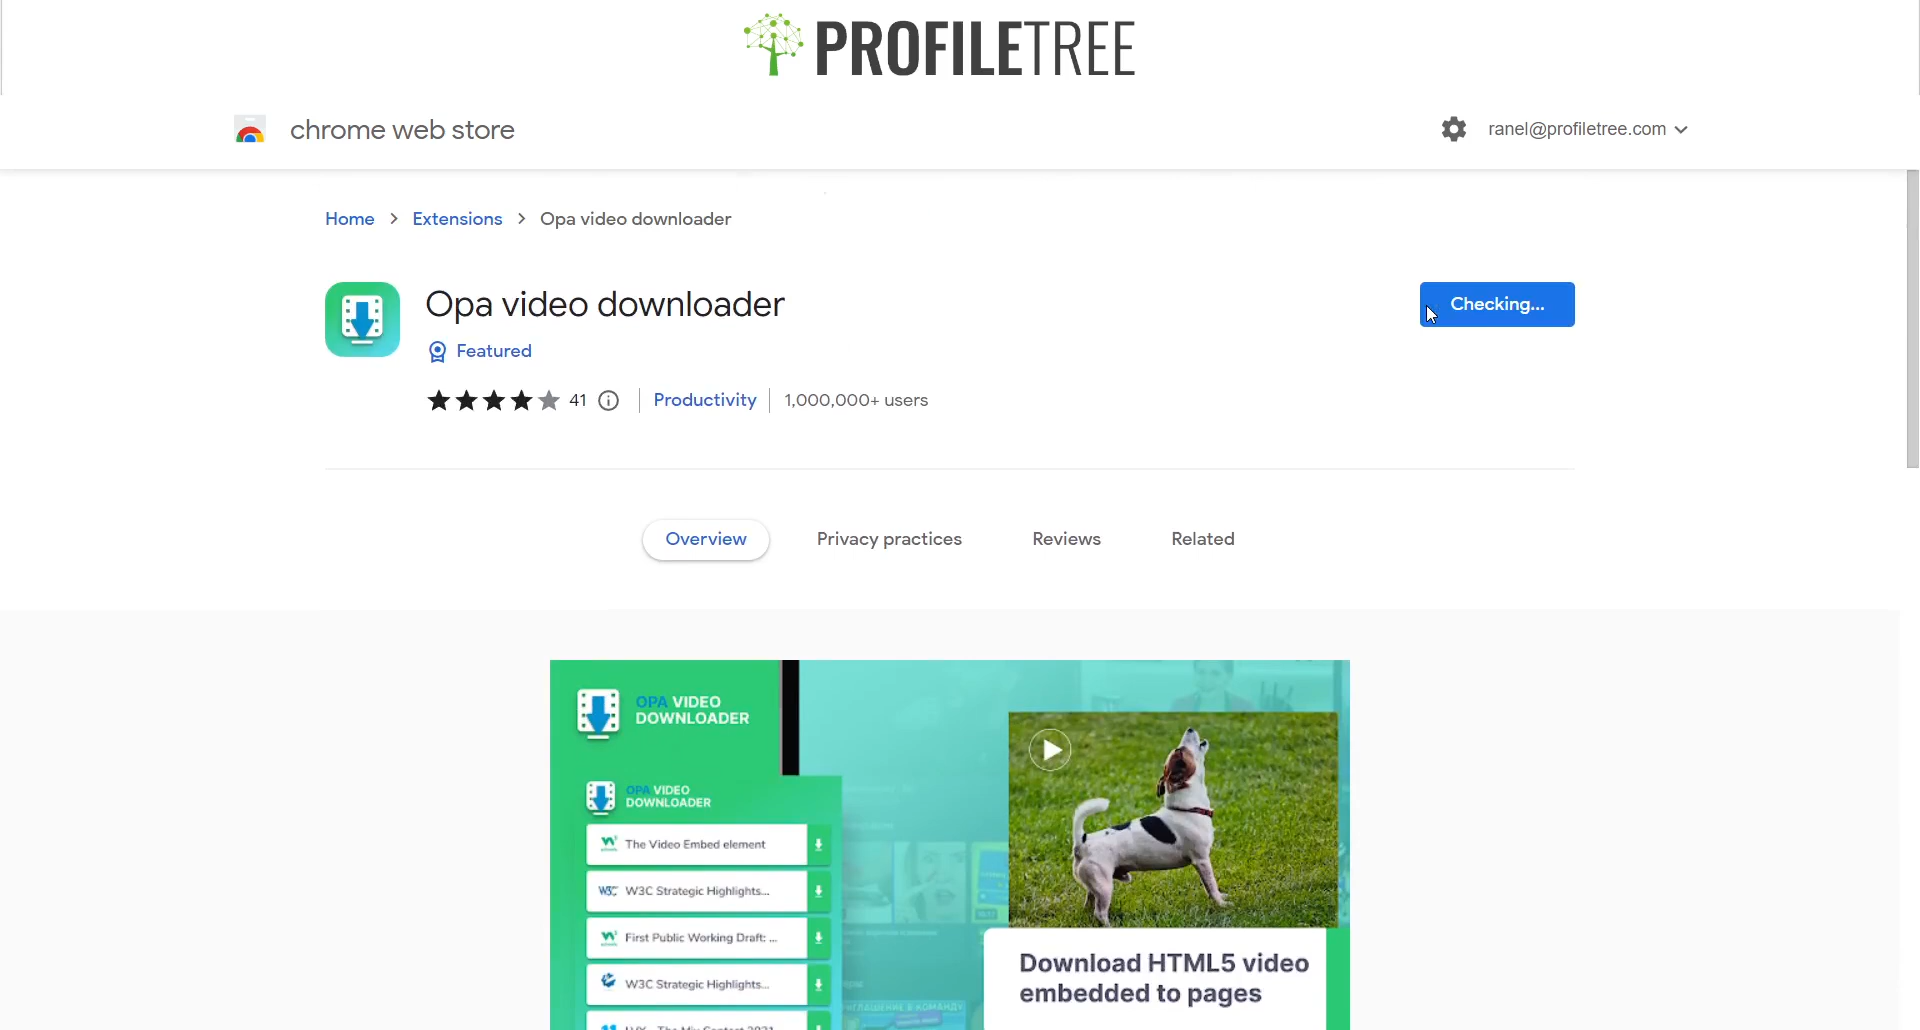 PROFILETREE
chrome web store
ranel@profiletree.com
Home > Extensions > Opa video downloader
Opa video downloader
Checking...
Featured
41
Productivity
1,000,000+ users
Overview
Privacy practices
Reviews
Related
OPA VIDEO
DOWNLOADER
OPA VIDEO
DOWNLOADER
The Video Embed element
W3C Strategic Highlights...
First Public Working Draft: ...
W3C Strategic Highlights...
Download HTML5 video
embedded to pages